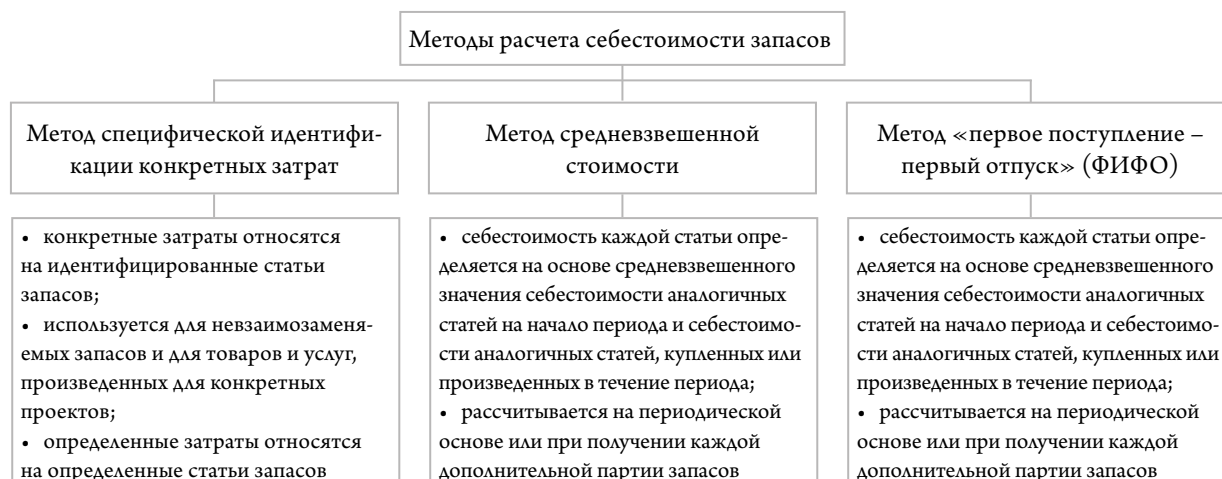 Методы расчета себестоимости запасов
Метод специфической идентифи-
кации конкретных затрат
• конкретные затраты относятся
на идентифицированные статьи
запасов;
• используется для невзаимозаменя-
емых запасов и для товаров и услуг,
произведенных для конкретных
проектов;
• определенные затраты относятся
на определенные статьи запасов
Метод средневзвешенной
стоимости
• себестоимость каждой статьи опре-
деляется на основе средневзвешенного
значения себестоимости аналогичных
статей на начало периода и себестоимо-
сти аналогичных статей, купленных или
произведенных в течение периода;
• рассчитывается на периодической
основе или при получении каждой
дополнительной партии запасов
Метод «первое поступление –
первый отпуск» (ФИФО)
• себестоимость каждой статьи опре-
деляется на основе средневзвешенного
значения себестоимости аналогичных
статей на начало периода и себестоимо-
сти аналогичных статей, купленных или
произведенных в течение периода;
• рассчитывается на периодической
основе или при получении каждой
дополнительной партии запасов